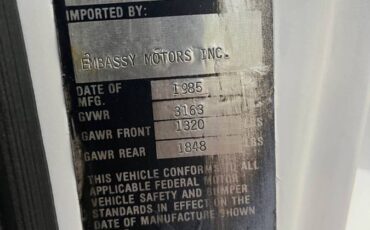 IMPORTED BY:
EMBASSY MOTORS INC.
DATE OF MFG. 1985
GVWR 3163
GAWR FRONT 1320 LBS
GAWR REAR 1848 LBS
THIS VEHICLE CONFORMS TO ALL
APPLICABLE FEDERAL MOTOR
VEHICLE SAFETY AND BUMPER
STANDARDS IN EFFECT ON THE
DATE OF MANUFACTURE SHOWN